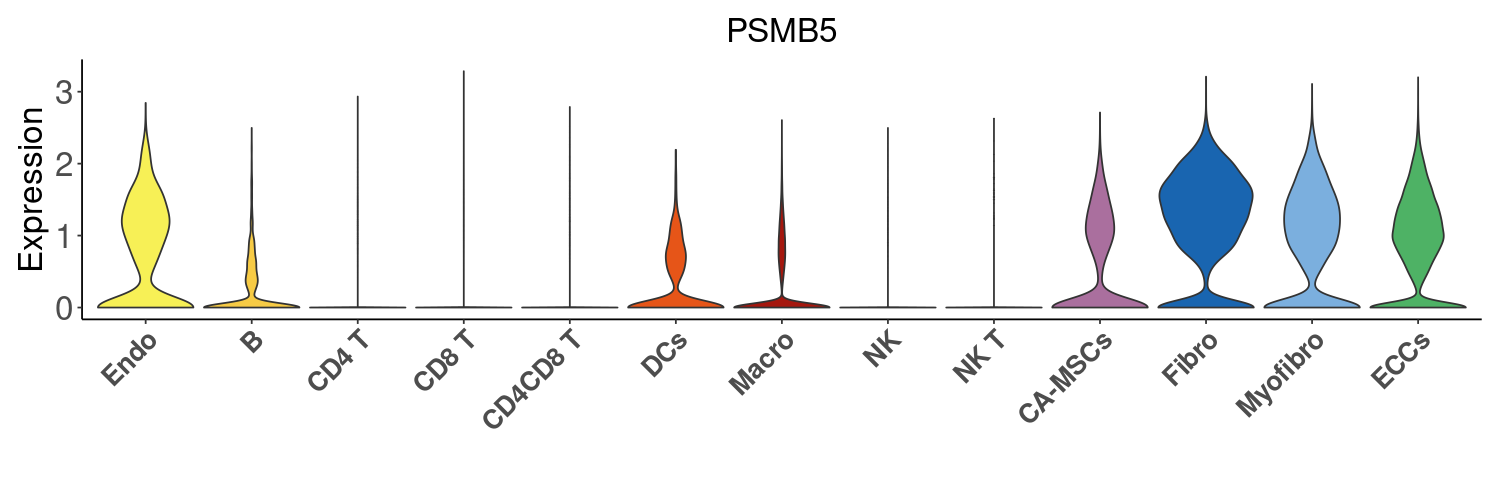 PSMB5
Expression
3
2
1
0
Endo
B
CD4 T
CD8 T
CD4CD8 T
DCs
Macro
NK
NK T
CA-MSCs
Fibro
Myofibro
ECCs